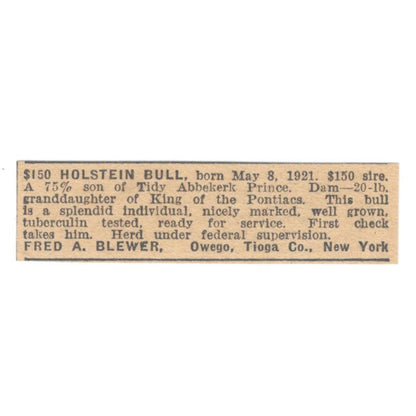 $150 HOLSTEIN BULL, born May 8, 1921. $150 sire.
A 75% son of Tidy Abbekerk Prince. Dam—20-lb.
granddaughter of King of the Pontiacs. This bull
is a splendid individual, nicely marked, well grown,
tuberculin tested, ready for service. First check
takes him. Herd under federal supervision.
FRED A. BLEWER, Owego, Tioga Co., New York